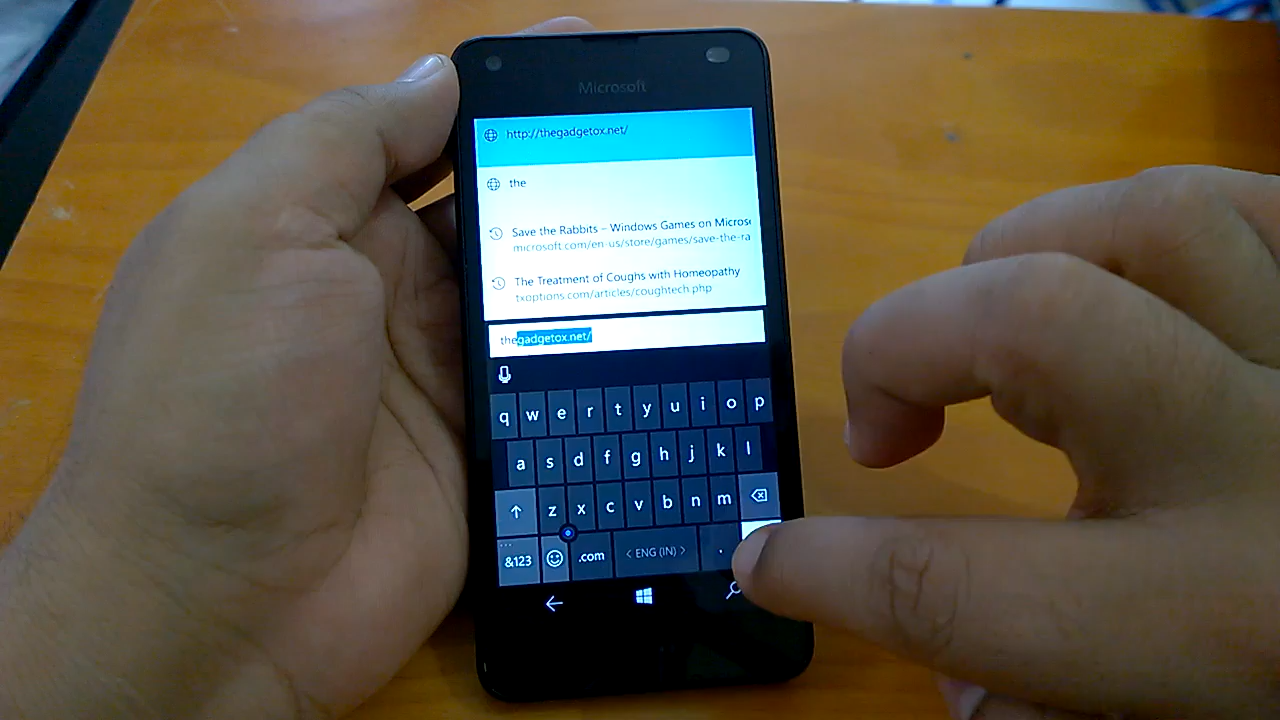 Microsoft
http://thegadgetox.net/
the
Save the Rabbits – Windows Games on Micros
microsoft.com/en-us/store/games/save-the-ra
The Treatment of Coughs with Homeopathy
txoptions.com/articles/coughtech.php
thegadgetox.net/
q w e r t y u i o p
a s d f g h j k l
z x c v b n m
&123 .com < ENG (IN) > .